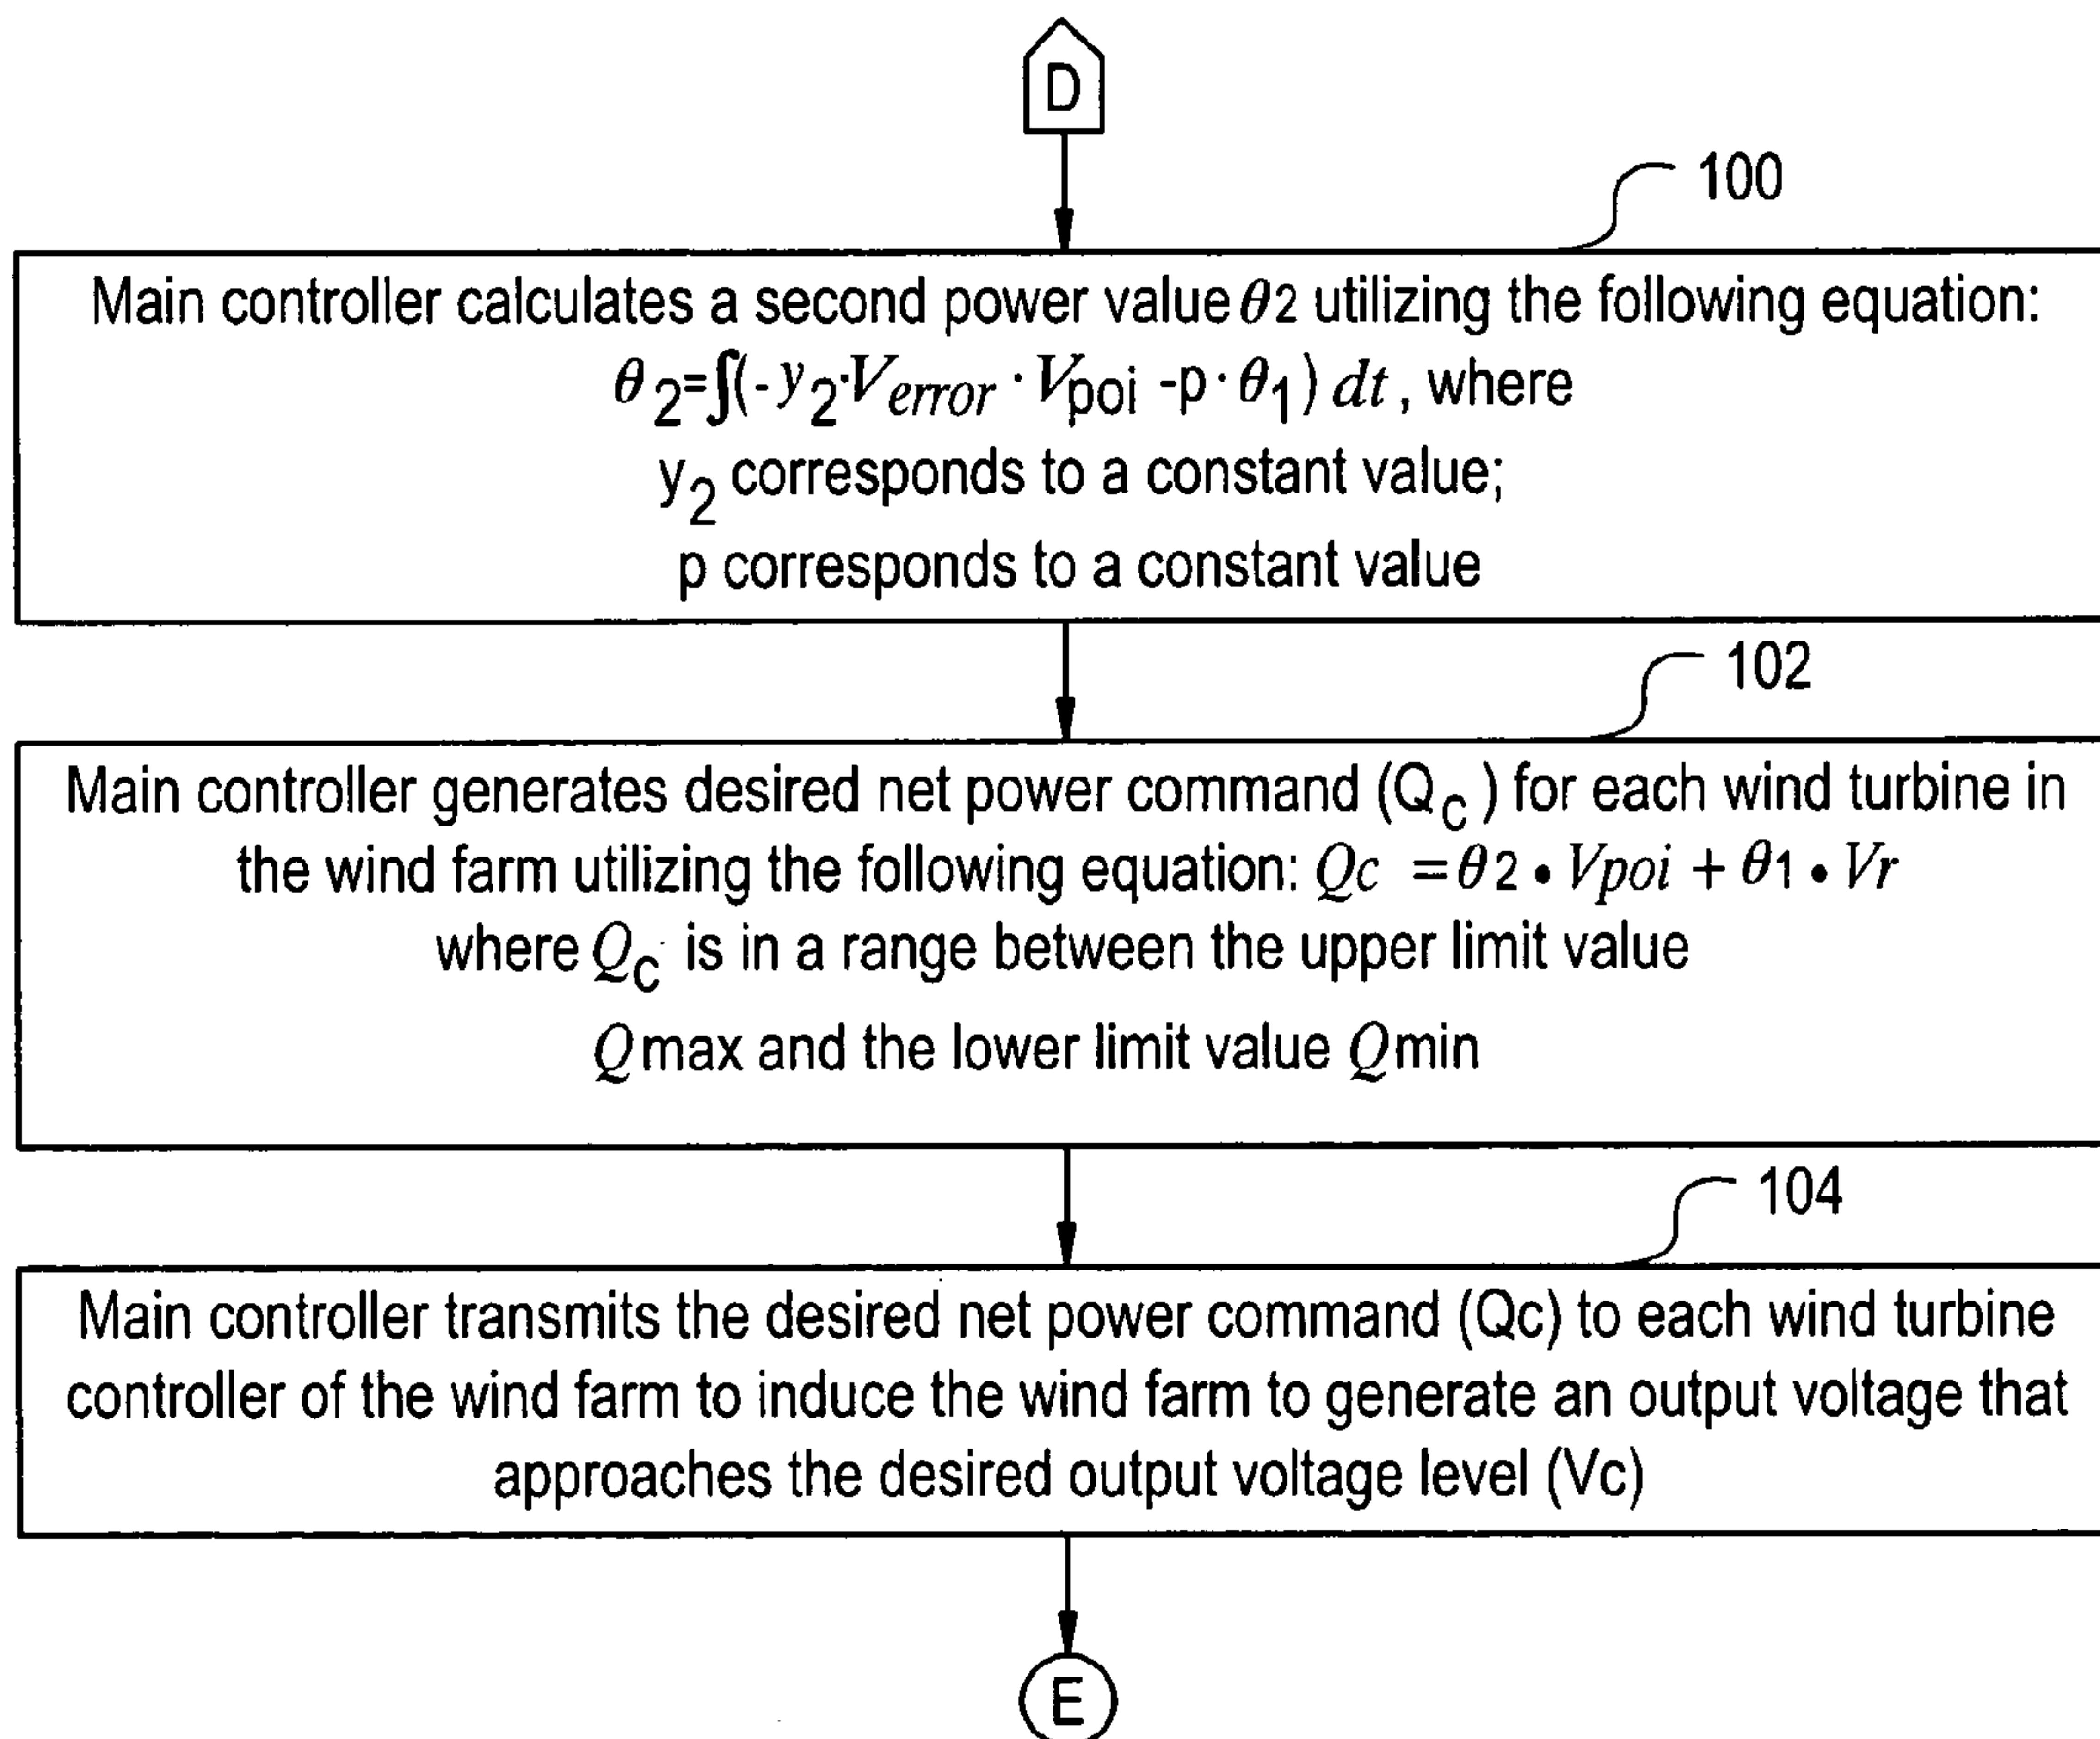 D
100
Main controller calculates a second power value θ2 utilizing the following equation:
θ2=∫(-y2·Verror · Vpoi -p · θ1) dt, where
y2 corresponds to a constant value;
p corresponds to a constant value
102
Main controller generates desired net power command (QC) for each wind turbine in
the wind farm utilizing the following equation: Qc =θ2 • Vpoi + θ1 • Vr
where QC is in a range between the upper limit value
Qmax and the lower limit value Qmin
104
Main controller transmits the desired net power command (Qc) to each wind turbine
controller of the wind farm to induce the wind farm to generate an output voltage that
approaches the desired output voltage level (Vc)
E